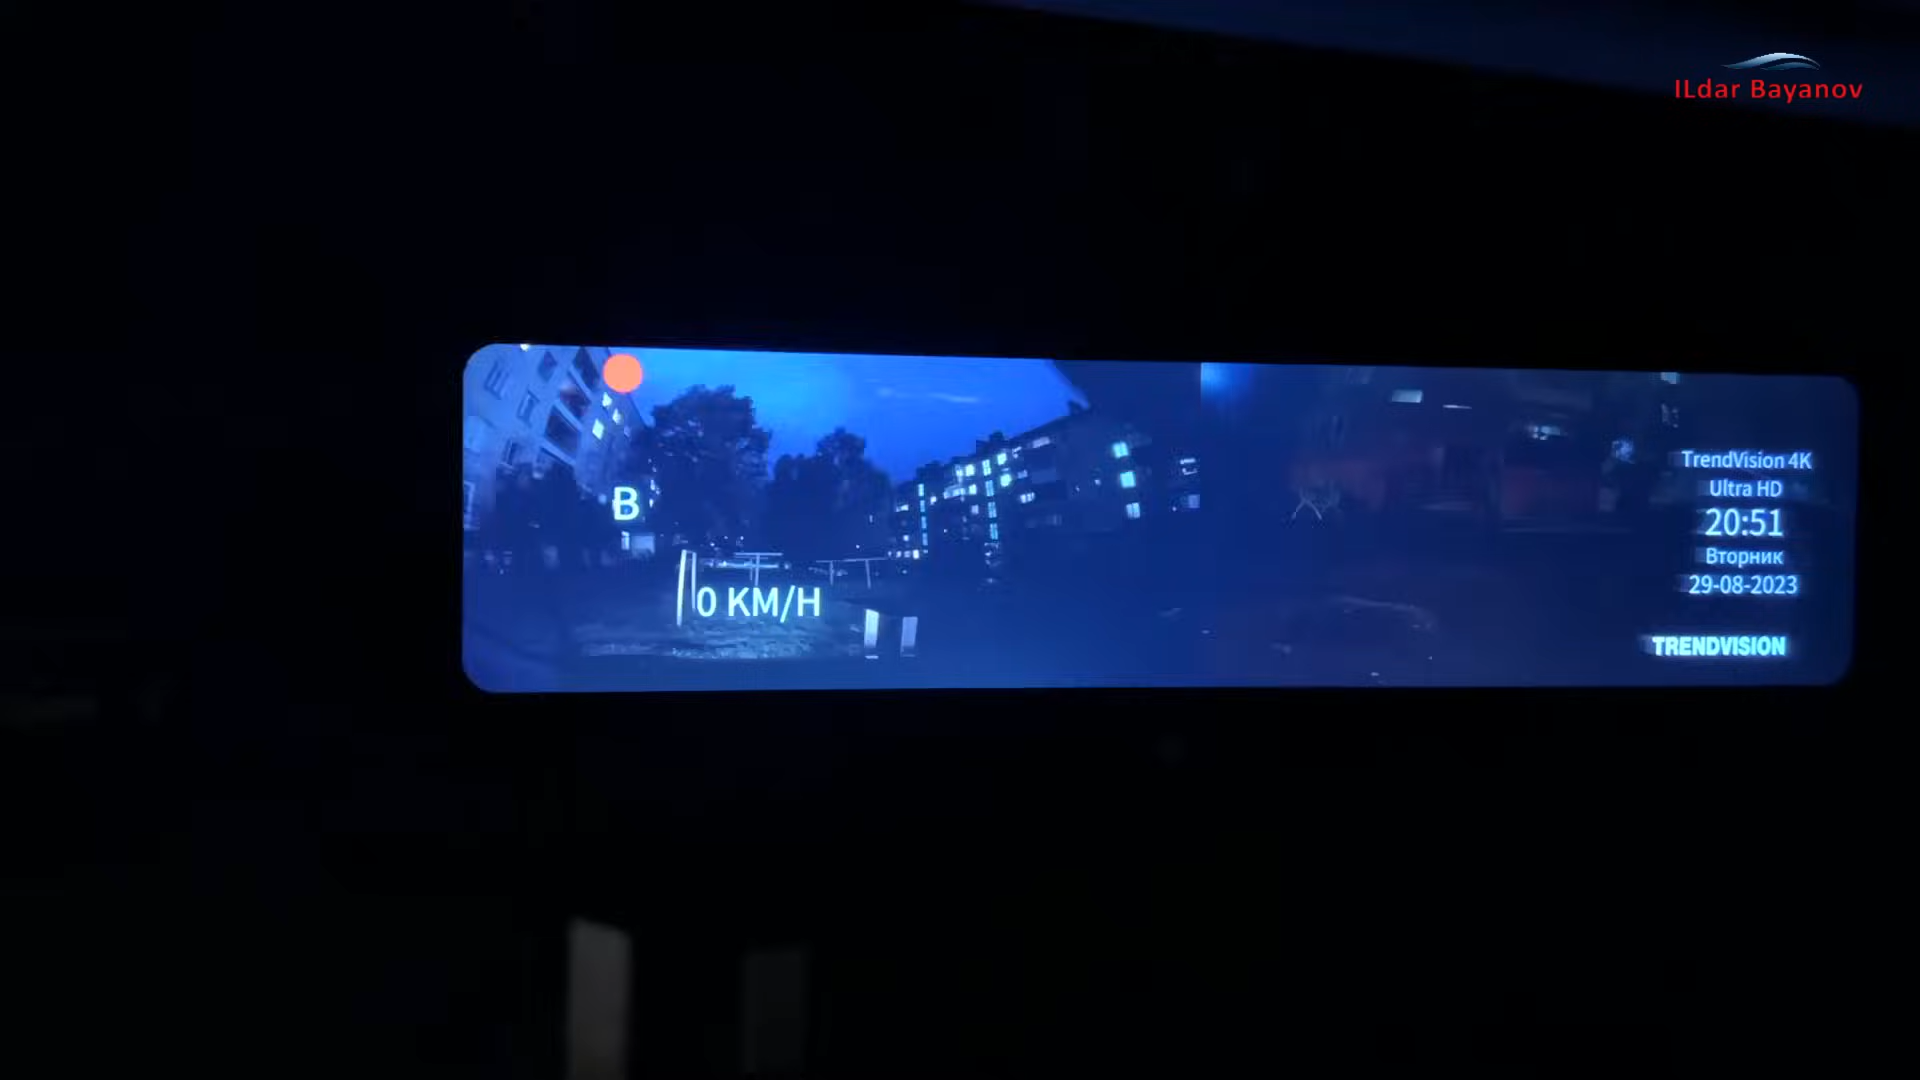 ILdar Bayanov
TrendVision 4K
Ultra HD
20:51
Вторник
29-08-2023
TRENDVISION
B
0 KM/H